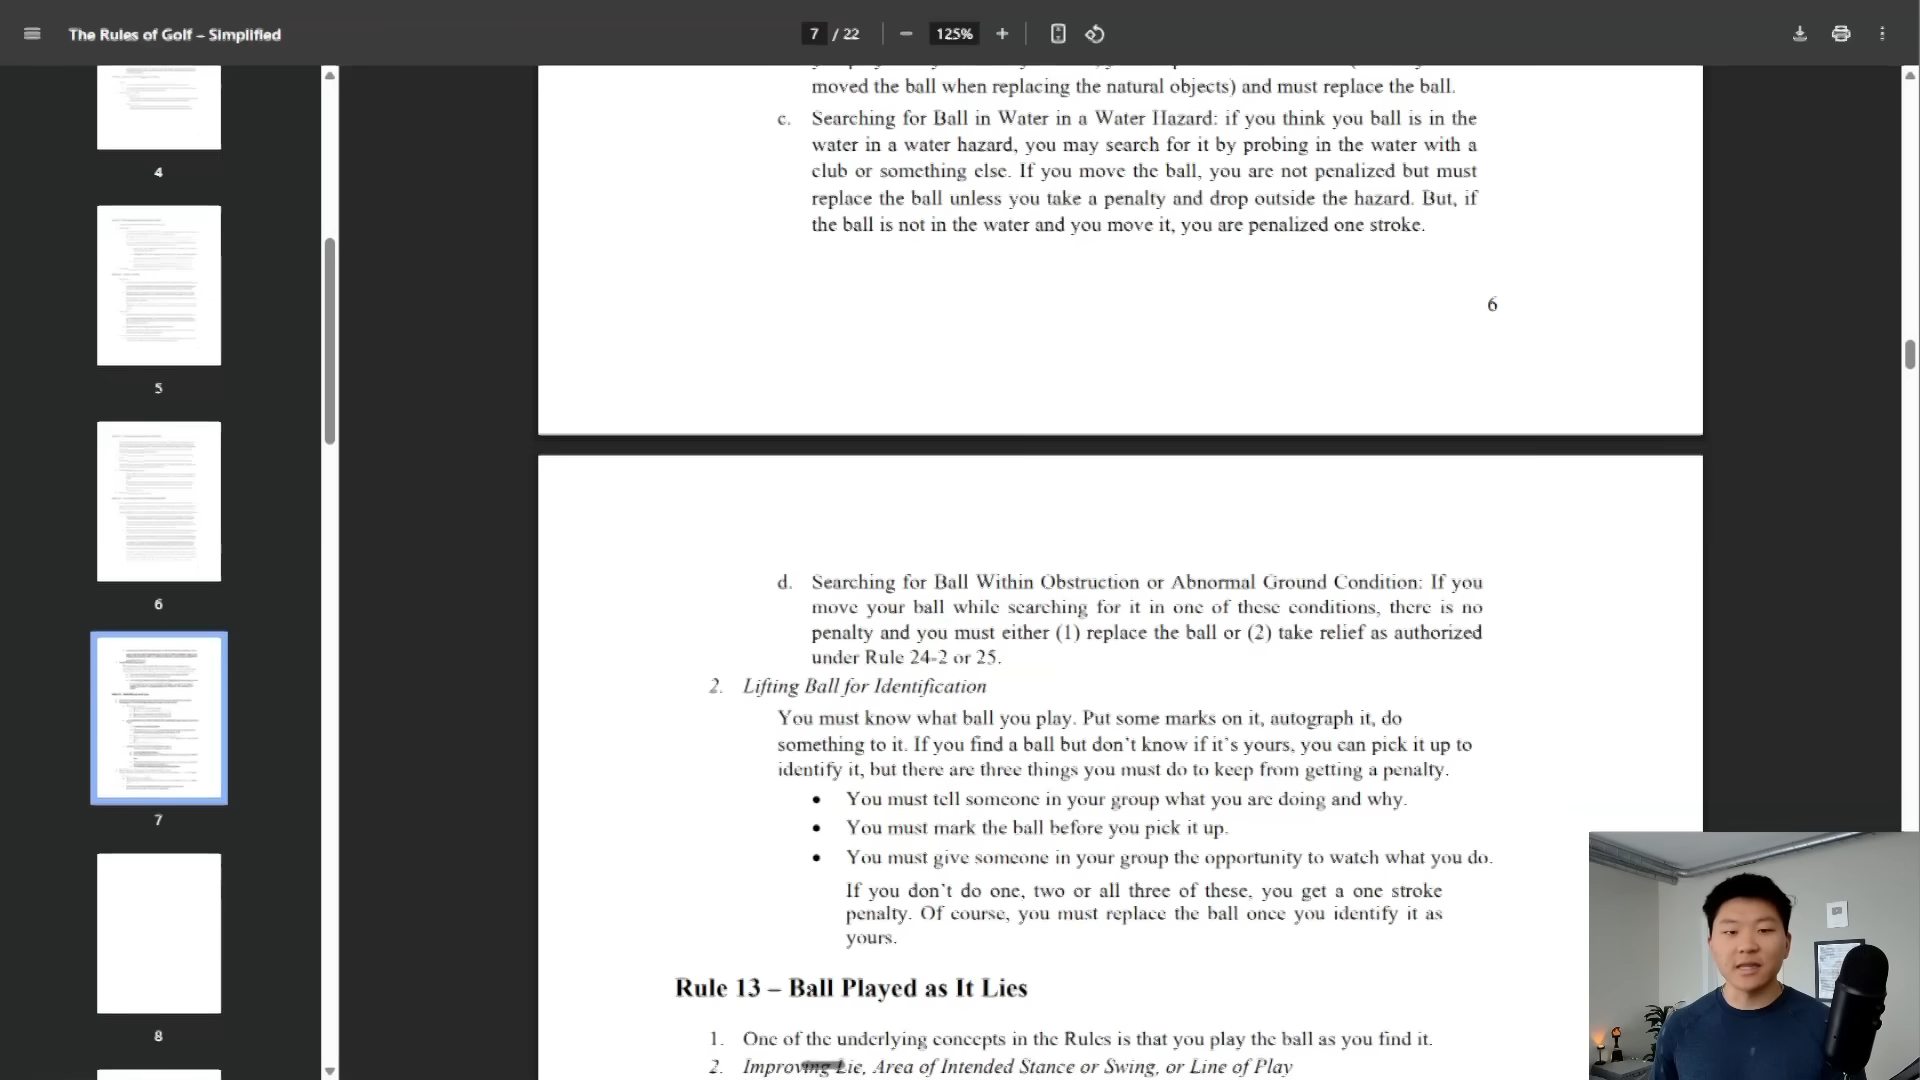 The Rules of Golf – Simplified
7 / 22
125%
4
5
6
7
8
moved the ball when replacing the natural objects) and must replace the ball.
c. Searching for Ball in Water in a Water Hazard: if you think you ball is in the
water in a water hazard, you may search for it by probing in the water with a
club or something else. If you move the ball, you are not penalized but must
replace the ball unless you take a penalty and drop outside the hazard. But, if
the ball is not in the water and you move it, you are penalized one stroke.
6
d. Searching for Ball Within Obstruction or Abnormal Ground Condition: If you
move your ball while searching for it in one of these conditions, there is no
penalty and you must either (1) replace the ball or (2) take relief as authorized
under Rule 24-2 or 25.
2. Lifting Ball for Identification
You must know what ball you play. Put some marks on it, autograph it, do
something to it. If you find a ball but don't know if it's yours, you can pick it up to
identify it, but there are three things you must do to keep from getting a penalty.
• You must tell someone in your group what you are doing and why.
• You must mark the ball before you pick it up.
• You must give someone in your group the opportunity to watch what you do.
If you don't do one, two or all three of these, you get a one stroke
penalty. Of course, you must replace the ball once you identify it as
yours.
Rule 13 – Ball Played as It Lies
1. One of the underlying concepts in the Rules is that you play the ball as you find it.
2. Improving Lie, Area of Intended Stance or Swing, or Line of Play